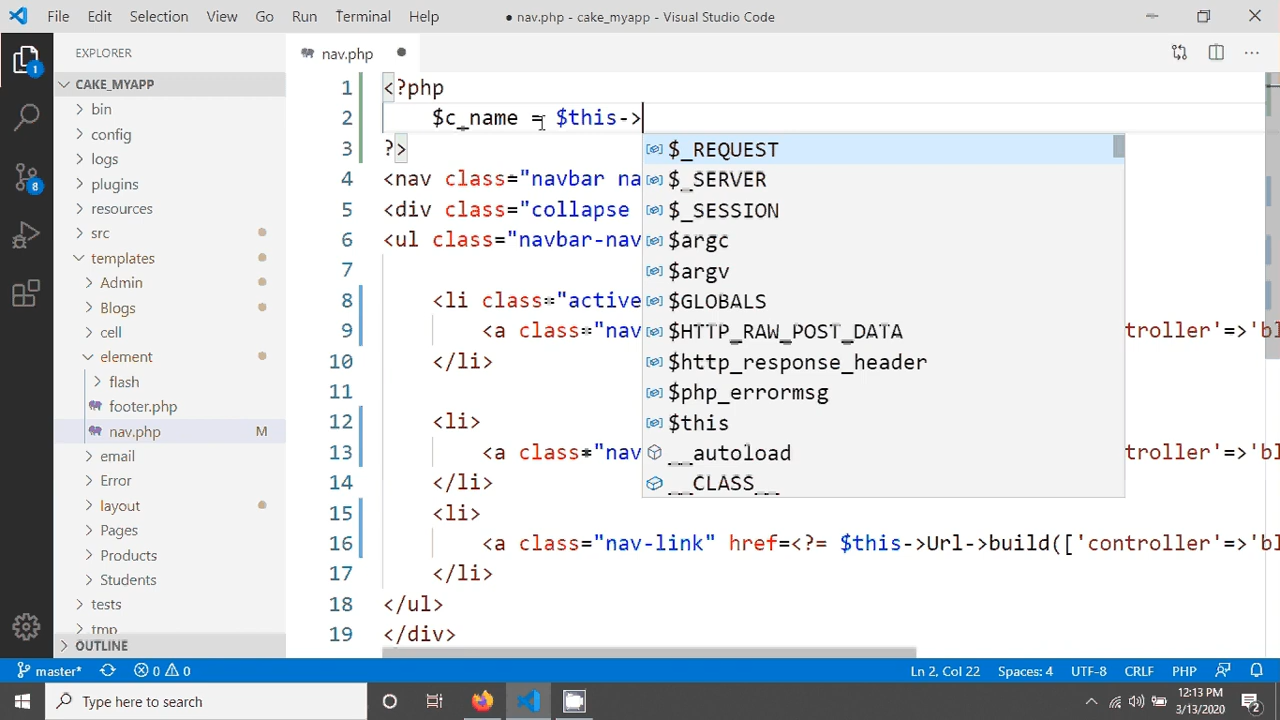 File Edit Selection View Go Run Terminal Help
● nav.php - cake_myapp - Visual Studio Code
EXPLORER
nav.php
CAKE_MYAPP
bin
config
logs
plugins
resources
src
templates
Admin
Blogs
cell
element
flash
footer.php
nav.php M
email
Error
layout
Pages
Products
Students
tests
tmp
OUTLINE
1
8
1 <?php
2 $c_name = $this->
3 ?>
4 <nav class="navbar na
5 <div class="collapse
6 <ul class="navbar-nav
7
8 <li class="active
9 <a class="nav troller'=>'bl
10 </li>
11
12 <li>
13 <a class="nav troller'=>'bl
14 </li>
15 <li>
16 <a class="nav-link" href=<?= $this->Url->build(['controller'=>'bl
17 </li>
18 </ul>
19 </div>
$_REQUEST
$_SERVER
$_SESSION
$argc
$argv
$GLOBALS
$HTTP_RAW_POST_DATA
$http_response_header
$php_errormsg
$this
__autoload
__CLASS__
master* 0 0 Ln 2, Col 22 Spaces: 4 UTF-8 CRLF PHP
Type here to search
12:13 PM
3/13/2020
2